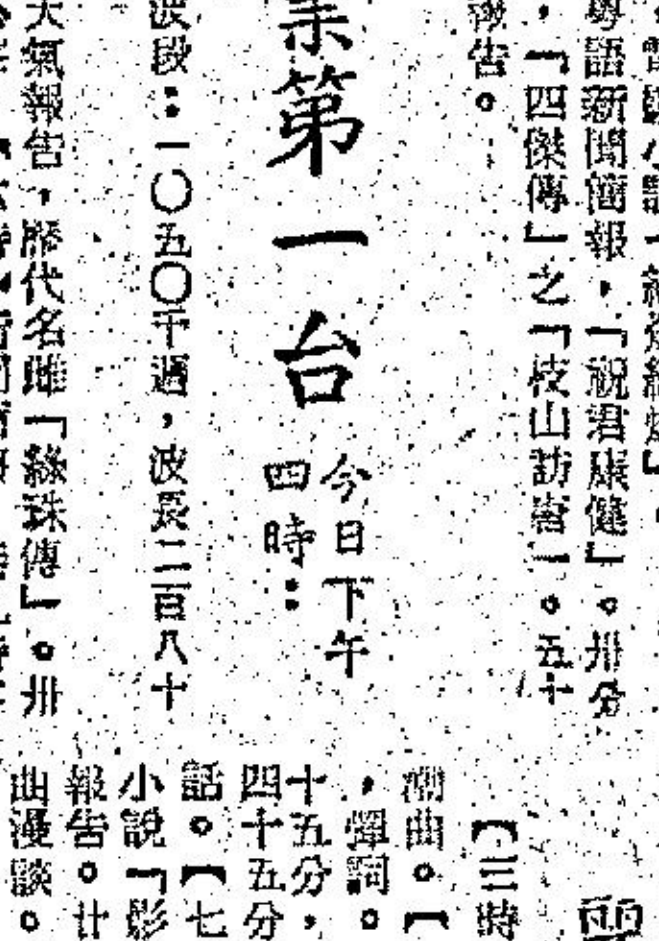 粵語新聞簡報，「祝君康健」。卅分
，「四傑傳」之「枝山訪唐」。五十
報告。
業第一台
今日下午
四時：
波段：一〇五〇千週，波長二百八十
天氣報告，歷代名雌「綠珠傳」。卅
【三時
潮曲。【
，彈詞。
十五分，
四十五分，
話。【七
小說「影
報告。廿
曲漫談。